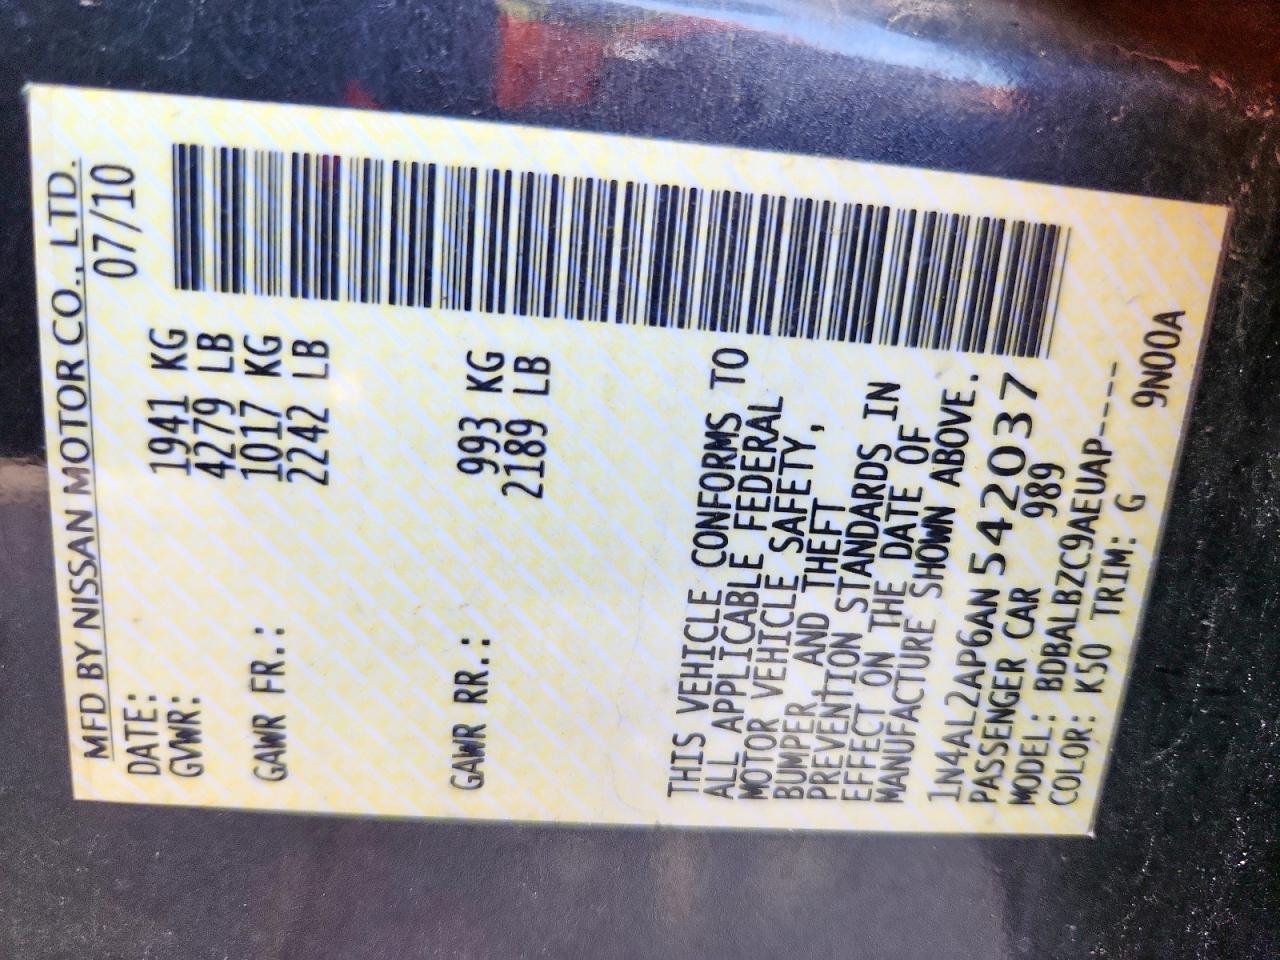 MFD BY NISSAN MOTOR CO., LTD.
DATE: 07/10
GVWR: 1941 KG
4279 LB
GAWR FR.: 1017 KG
2242 LB
GAWR RR.: 993 KG
2189 LB
THIS VEHICLE CONFORMS TO
ALL APPLICABLE FEDERAL
MOTOR VEHICLE SAFETY,
BUMPER AND THEFT
PREVENTION STANDARDS IN
EFFECT ON THE DATE OF
MANUFACTURE SHOWN ABOVE.
1N4AL2AP6AN 542037
PASSENGER CAR 989
MODEL: BDBALBZC9AEUAP----
COLOR: K50 TRIM: G 9N00A